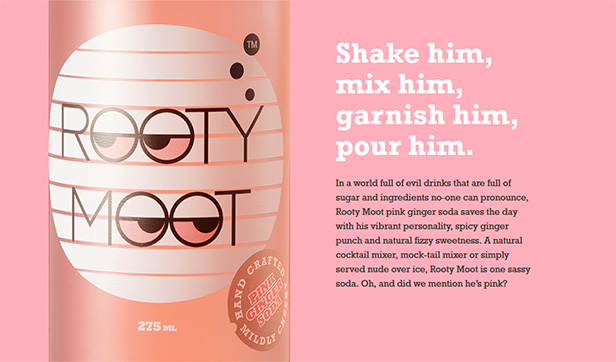 TM
ROOTY
MOOT
HAND CRAFTED
PINK
GINGER
SODA
MILDLY CHEEKY
275 ML
Shake him,
mix him,
garnish him,
pour him.
In a world full of evil drinks that are full of
sugar and ingredients no-one can pronounce,
Rooty Moot pink ginger soda saves the day
with his vibrant personality, spicy ginger
punch and natural fizzy sweetness. A natural
cocktail mixer, mock-tail mixer or simply
served nude over ice, Rooty Moot is one sassy
soda. Oh, and did we mention he's pink?